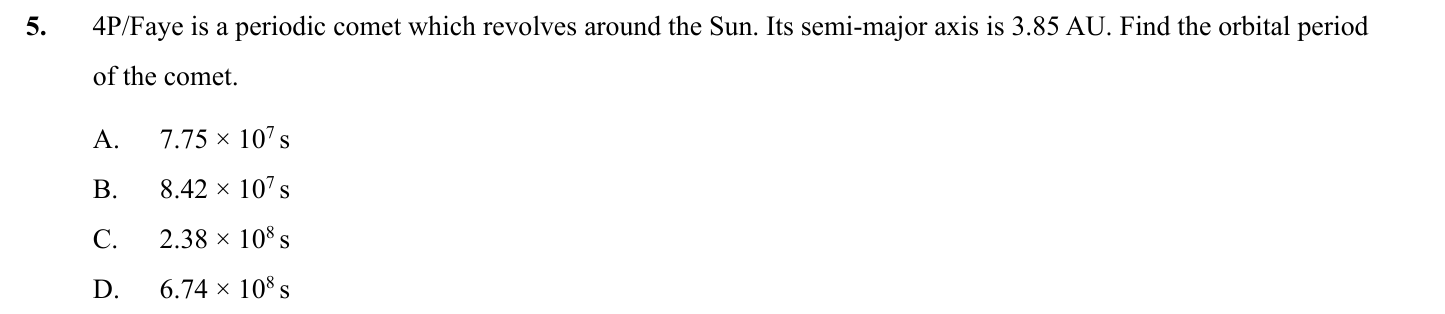 5. 4P/Faye is a periodic comet which revolves around the Sun. Its semi-major axis is 3.85 AU. Find the orbital period
of the comet.
A. 7.75 × 10⁷ s
B. 8.42 × 10⁷ s
C. 2.38 × 10⁸ s
D. 6.74 × 10⁸ s